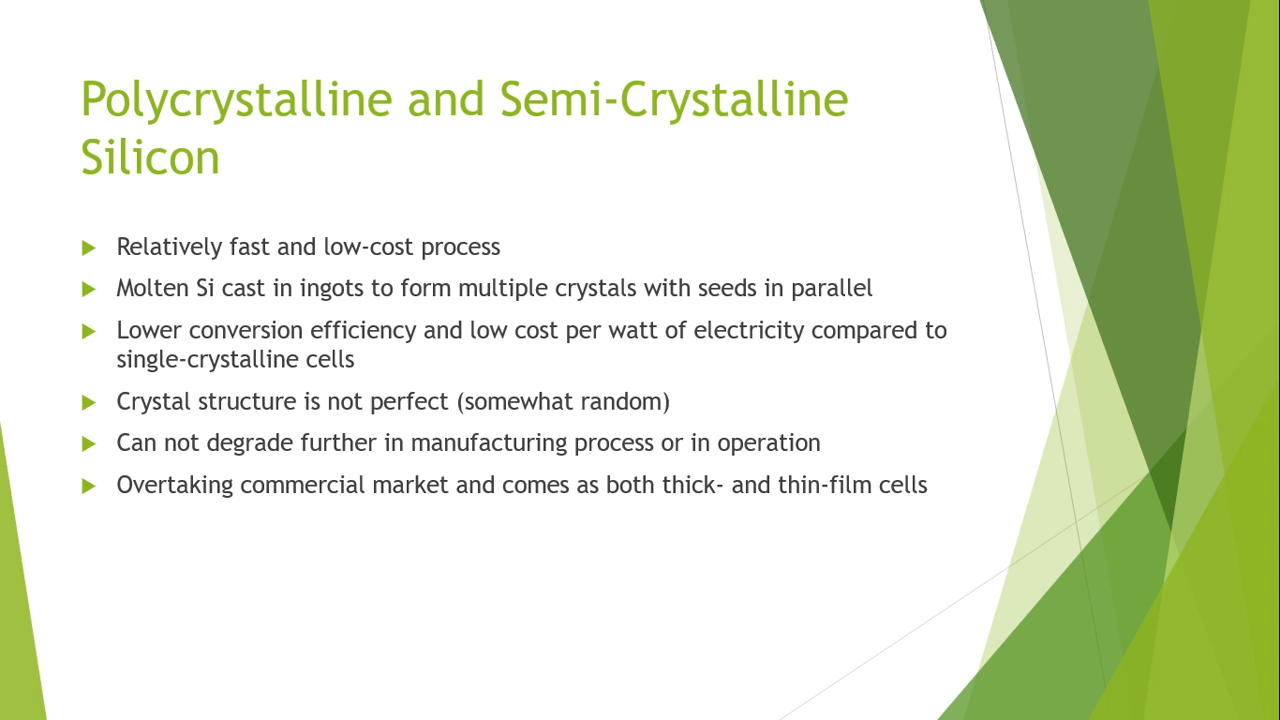 Polycrystalline and Semi-Crystalline
Silicon
Relatively fast and low-cost process
Molten Si cast in ingots to form multiple crystals with seeds in parallel
Lower conversion efficiency and low cost per watt of electricity compared to
single-crystalline cells
Crystal structure is not perfect (somewhat random)
Can not degrade further in manufacturing process or in operation
Overtaking commercial market and comes as both thick- and thin-film cells